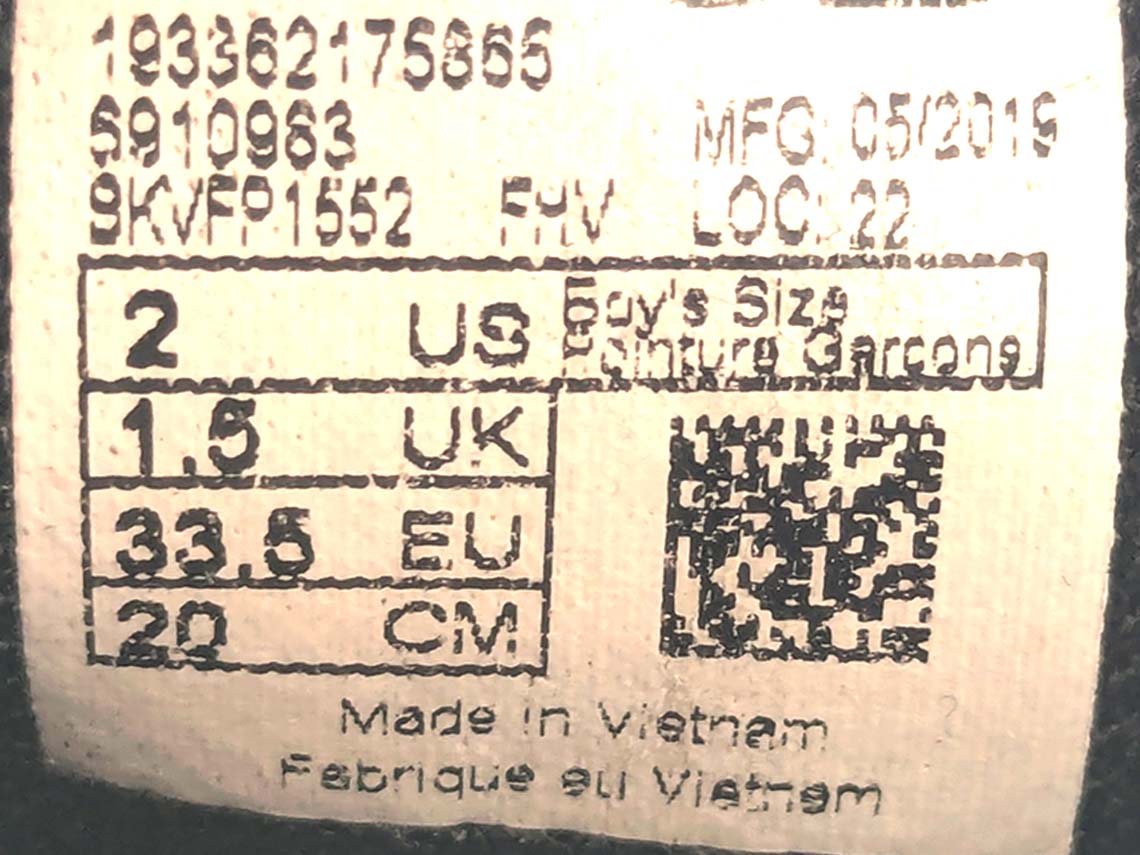 193362175865
6910963
9KVFP1552 FHV
MFG: 05/2019
LOC: 22
2 US
Boy's Size
Pointure Garcons
1.5 UK
33.5 EU
20 CM
Made in Vietnam
Fabrique au Vietnam